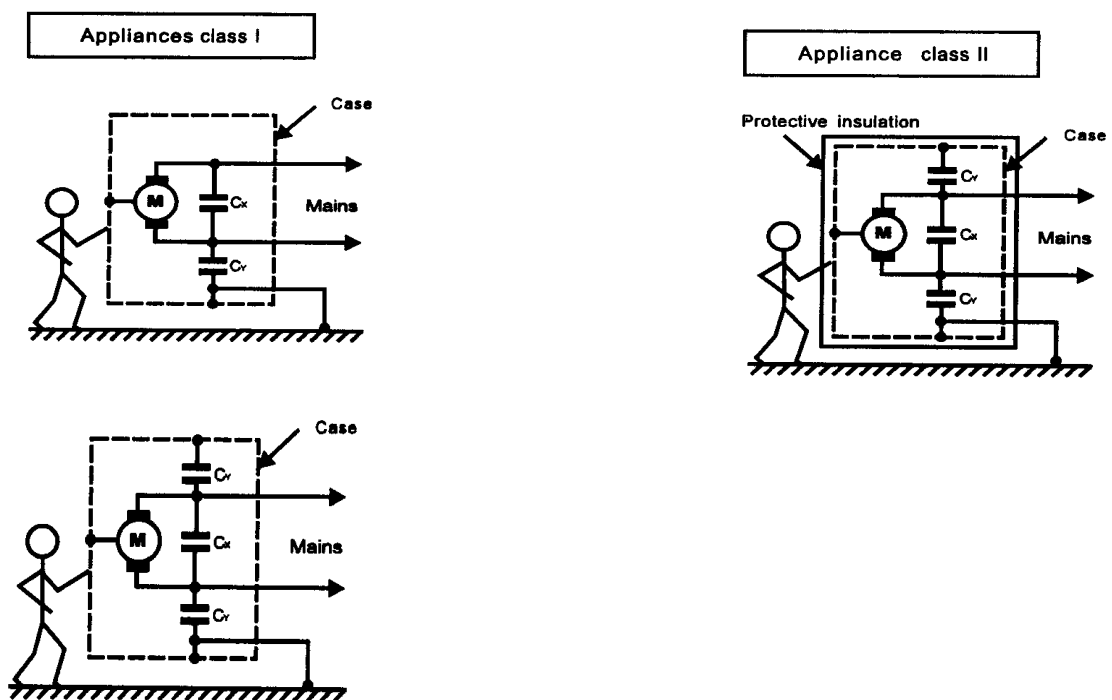 Appliances class I
Case
M
Cx
Mains
CY
Case
CY
M
Cx
Mains
CY
Appliance class II
Protective insulation
Case
CY
M
Cx
Mains
CY